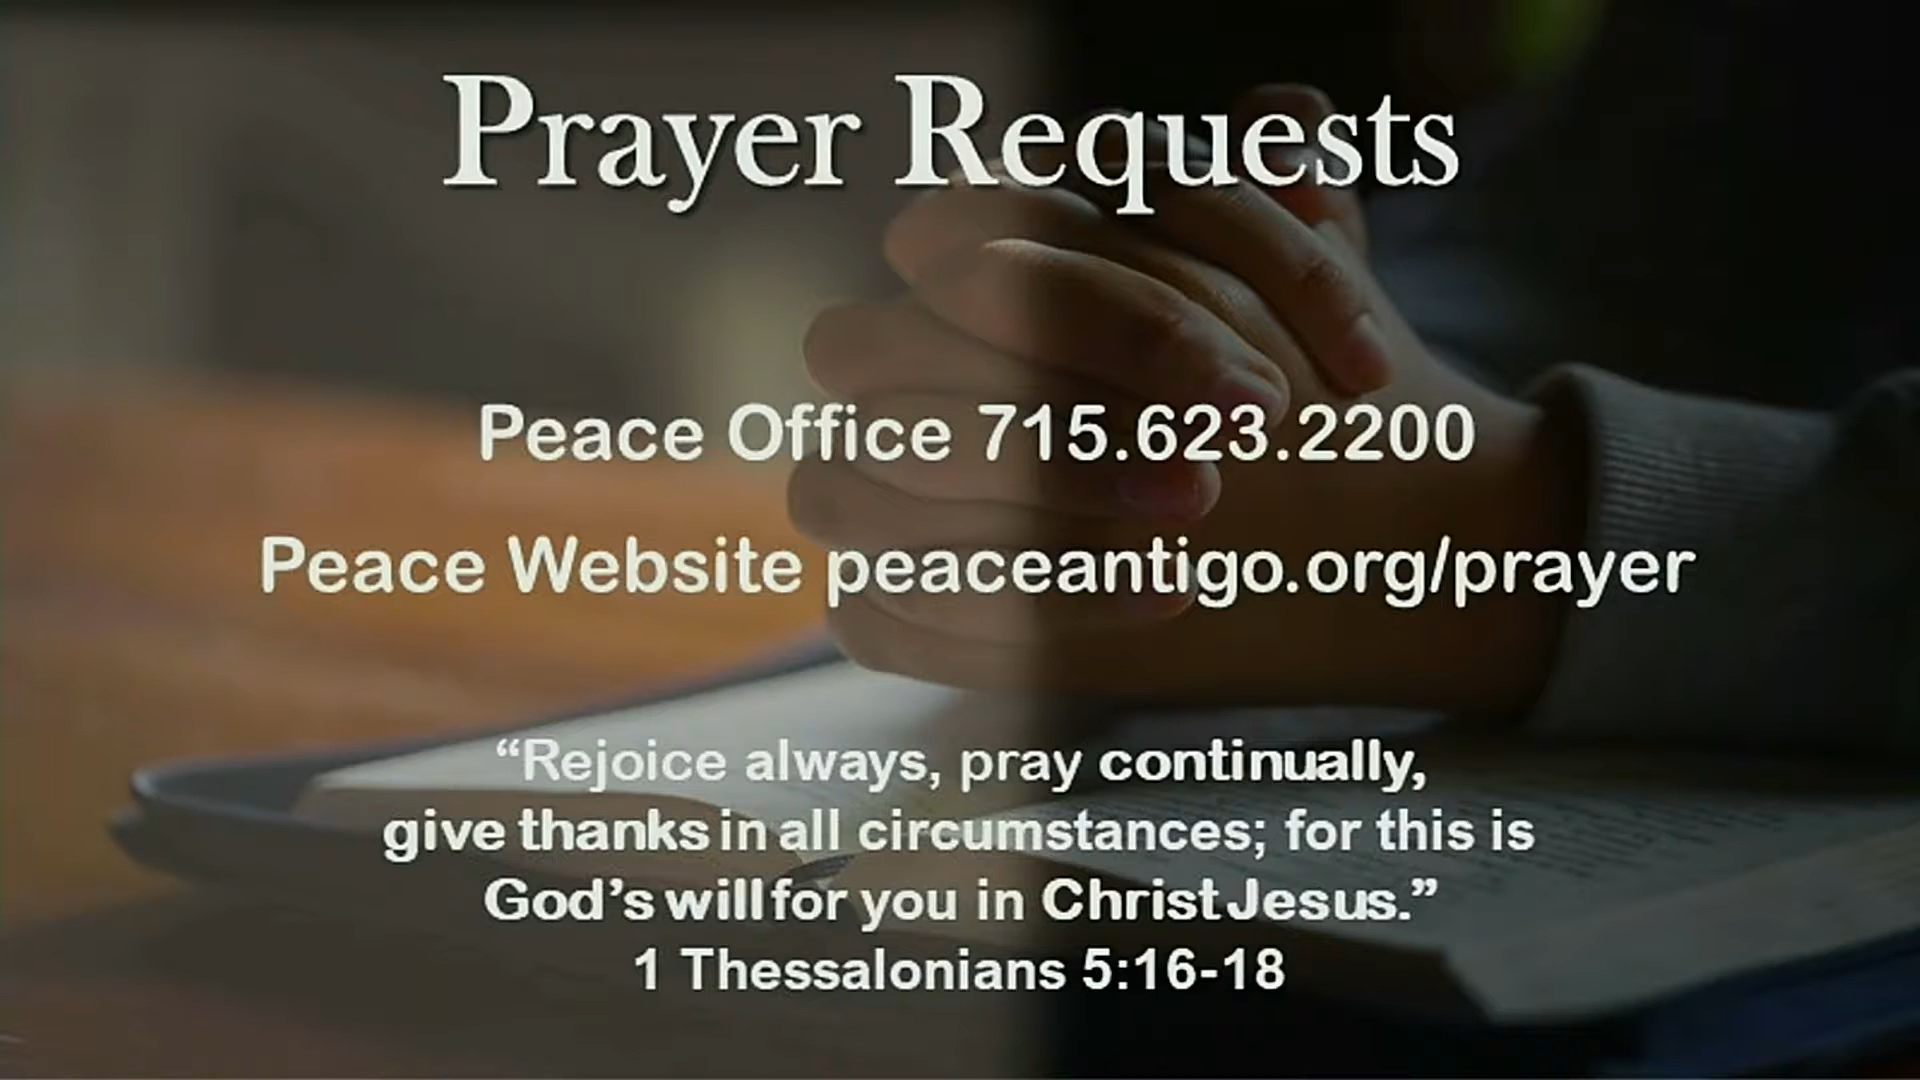 Prayer Requests
Peace Office 715.623.2200
Peace Website peaceantigo.org/prayer
“Rejoice always, pray continually,
give thanks in all circumstances; for this is
God’s will for you in Christ Jesus.”
1 Thessalonians 5:16-18